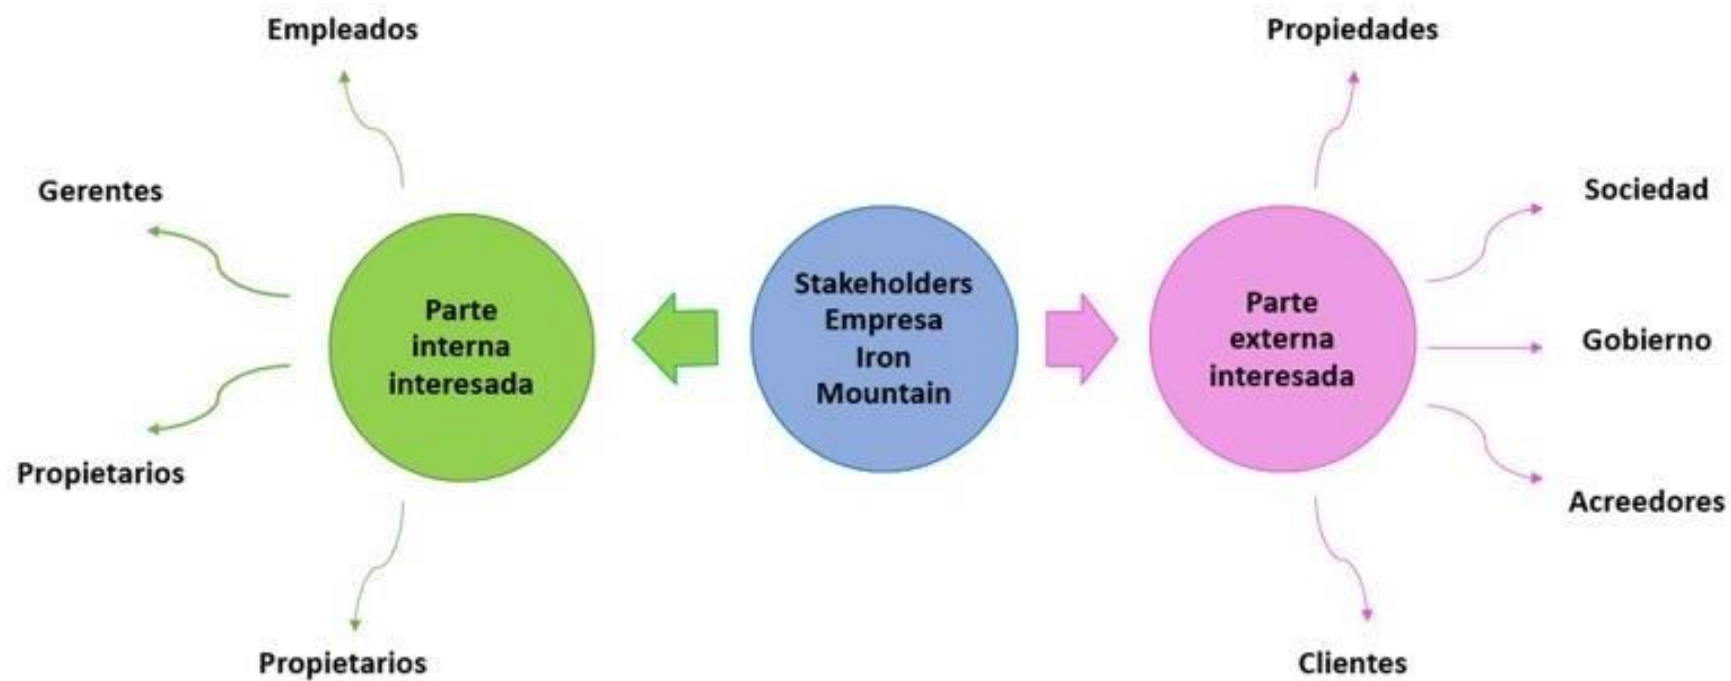 Empleados
Gerentes
Parte
interna
interesada
Propietarios
Propietarios
Stakeholders
Empresa
Iron
Mountain
Propiedades
Sociedad
Parte
externa
interesada
Gobierno
Acreedores
Clientes